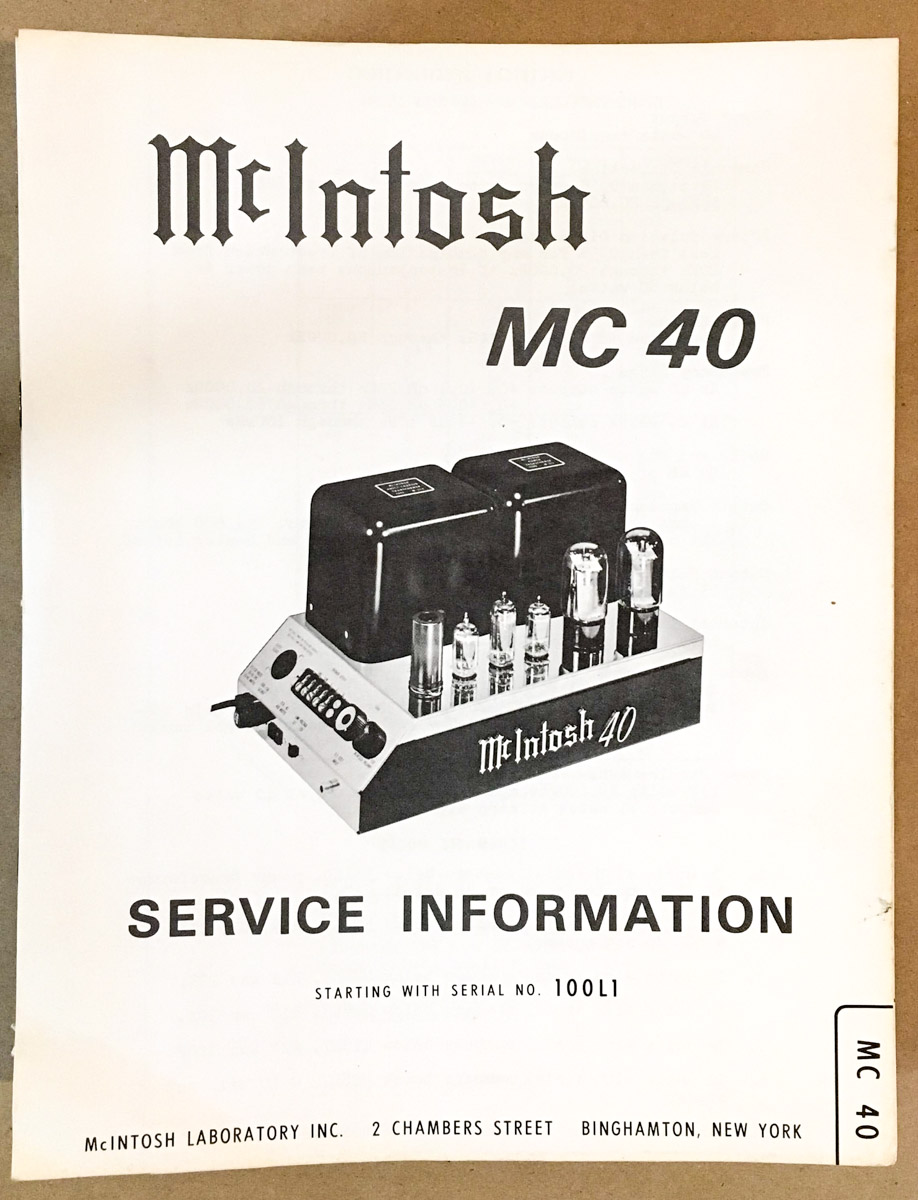 McIntosh
MC 40
McIntosh 40
SERVICE INFORMATION
STARTING WITH SERIAL NO. 100L1
MC 40
McINTOSH LABORATORY INC. 2 CHAMBERS STREET BINGHAMTON, NEW YORK